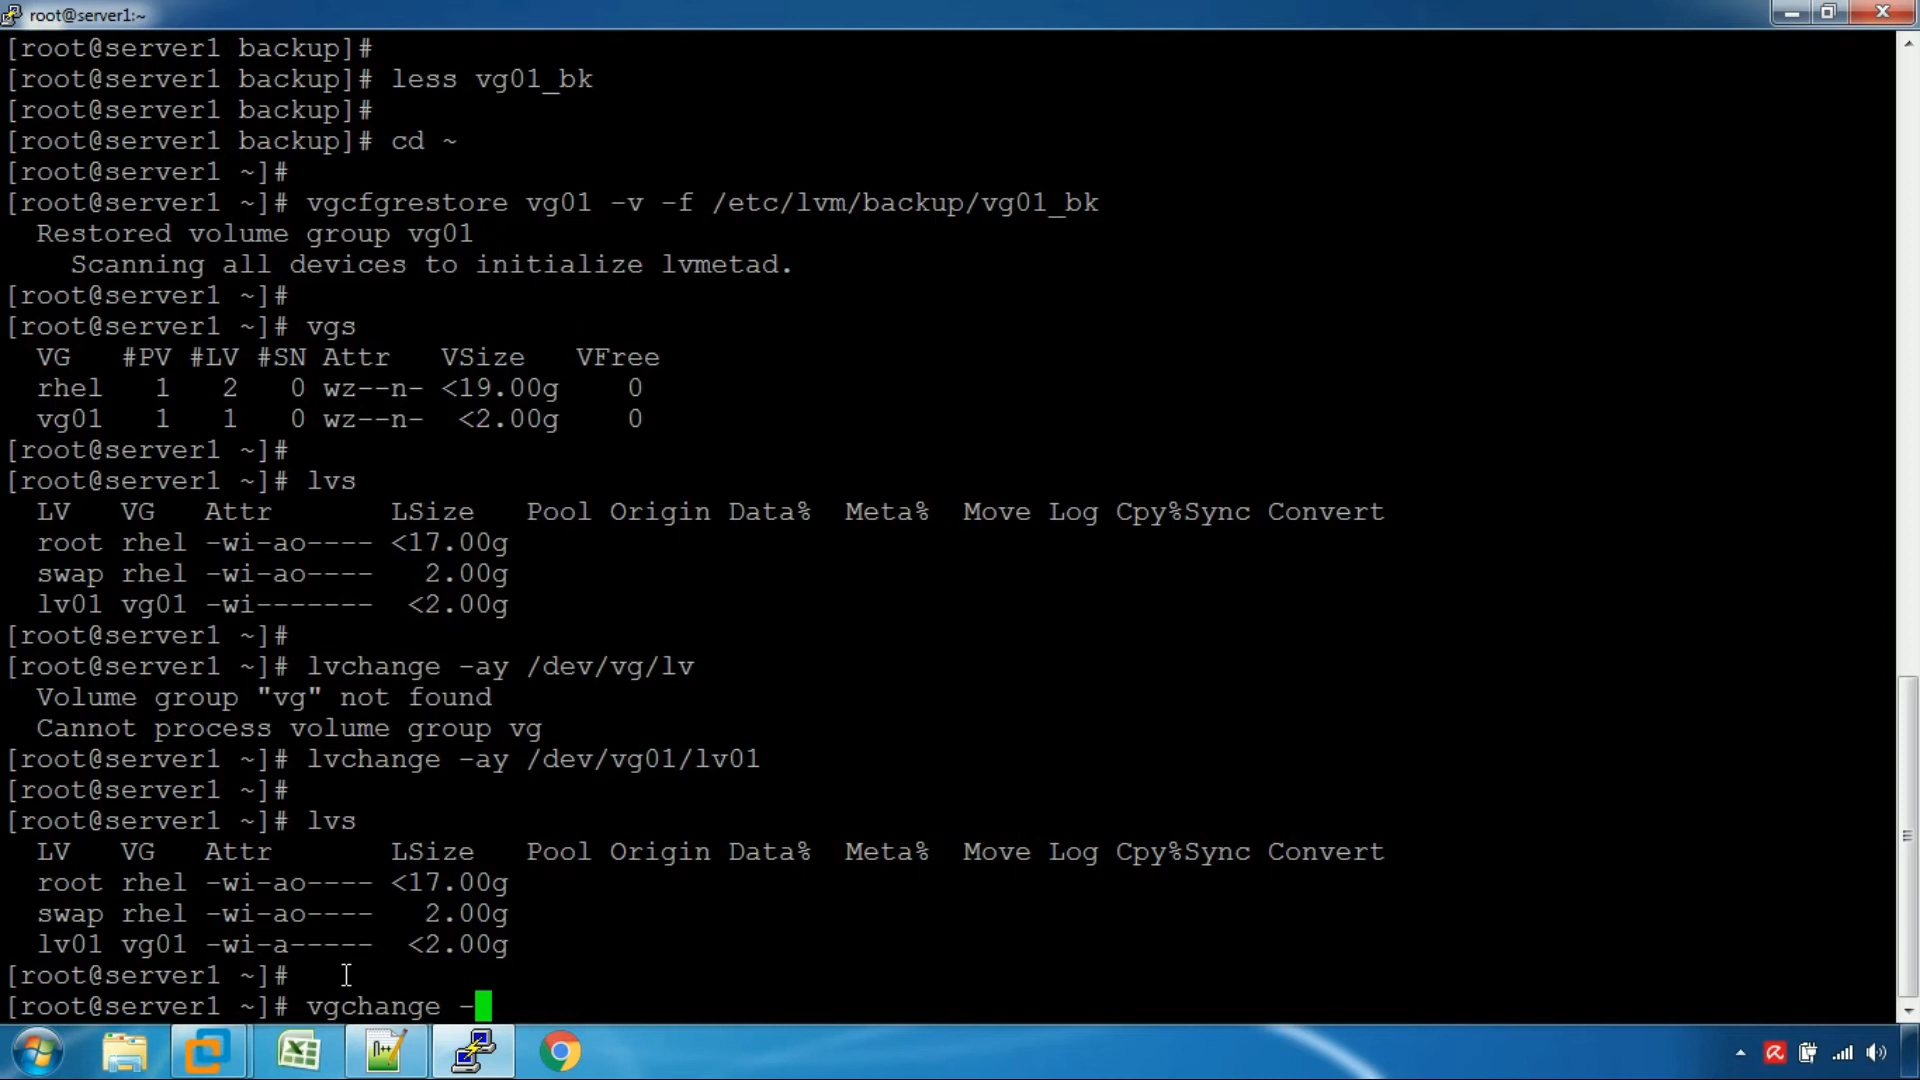 root@server1:~
[root@server1 backup]#
[root@server1 backup]# less vg01_bk
[root@server1 backup]#
[root@server1 backup]# cd ~
[root@server1 ~]#
[root@server1 ~]# vgcfgrestore vg01 -v -f /etc/lvm/backup/vg01_bk
  Restored volume group vg01
    Scanning all devices to initialize lvmetad.
[root@server1 ~]#
[root@server1 ~]# vgs
  VG   #PV #LV #SN Attr   VSize   VFree
  rhel   1   2   0 wz--n- <19.00g    0
  vg01   1   1   0 wz--n-  <2.00g    0
[root@server1 ~]#
[root@server1 ~]# lvs
  LV   VG   Attr       LSize   Pool Origin Data%  Meta%  Move Log Cpy%Sync Convert
  root rhel -wi-ao---- <17.00g
  swap rhel -wi-ao----   2.00g
  lv01 vg01 -wi-------  <2.00g
[root@server1 ~]#
[root@server1 ~]# lvchange -ay /dev/vg/lv
  Volume group "vg" not found
  Cannot process volume group vg
[root@server1 ~]# lvchange -ay /dev/vg01/lv01
[root@server1 ~]#
[root@server1 ~]# lvs
  LV   VG   Attr       LSize   Pool Origin Data%  Meta%  Move Log Cpy%Sync Convert
  root rhel -wi-ao---- <17.00g
  swap rhel -wi-ao----   2.00g
  lv01 vg01 -wi-a-----  <2.00g
[root@server1 ~]#
[root@server1 ~]# vgchange -